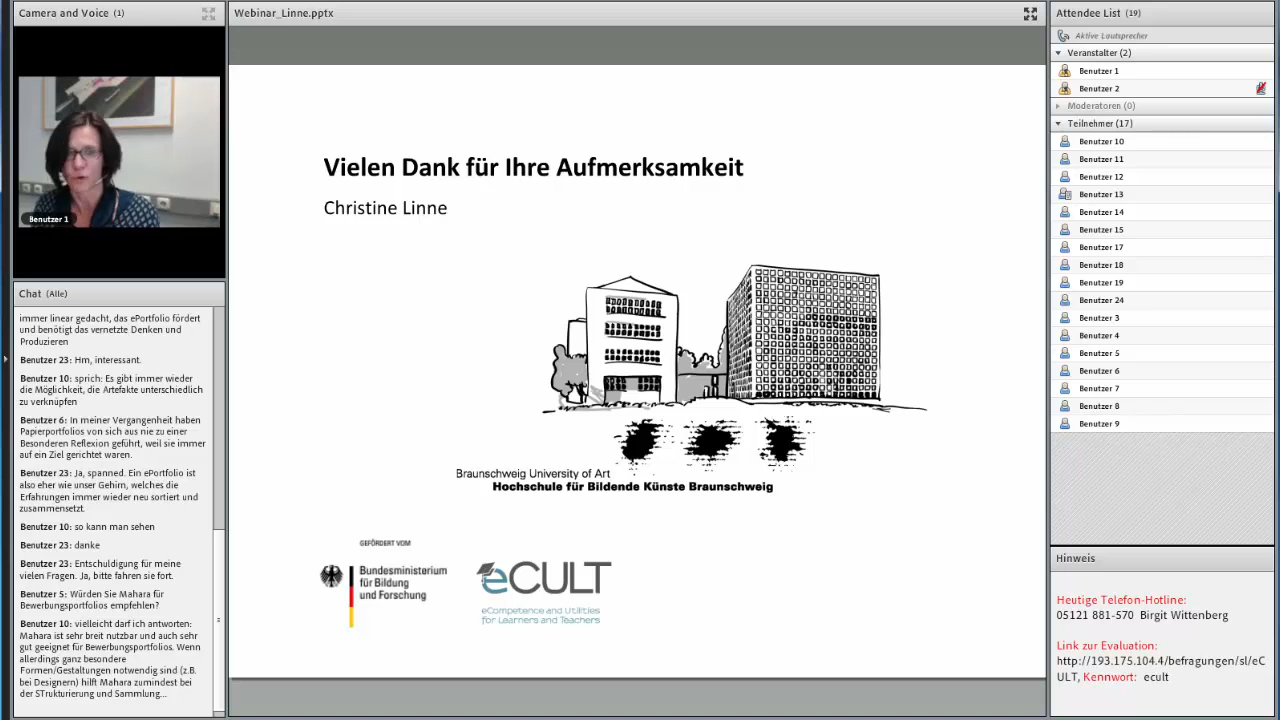 Camera and Voice (1)
Benutzer 1
Chat (Alle)
immer linear gedacht, das ePortfolio fördert
und benötigt das vernetzte Denken und
Produzieren
Benutzer 23: Hm, interessant.
Benutzer 10: sprich: Es gibt immer wieder
die Möglichkeit, die Artefakte unterschiedlich
zu verknüpfen
Benutzer 6: In meiner Vergangenheit haben
Papierportfolios von sich aus nie zu einer
Besonderen Reflexion geführt, weil sie immer
auf ein Ziel gerichtet waren.
Benutzer 23: Ja, spanned. Ein ePortfolio ist
also eher wie unser Gehirn, welches die
Erfahrungen immer wieder neu sortiert und
zusammensetzt.
Benutzer 10: so kann man sehen
Benutzer 23: danke
Benutzer 23: Entschuldigung für meine
vielen Fragen. Ja, bitte fahren sie fort.
Benutzer 5: Würden Sie Mahara für
Bewerbungsportfolios empfehlen?
Benutzer 10: vielleicht darf ich antworten:
Mahara ist sehr breit nutzbar und auch sehr
gut geeignet für Bewerbungsportfolios. Wenn
allerdings ganz besondere
Formen/Gestaltungen notwendig sind (z.B.
bei Designern) hilft Mahara zumindest bei
der STrukturierung und Sammlung...
Webinar_Linne.pptx
Vielen Dank für Ihre Aufmerksamkeit
Christine Linne
Braunschweig University of Art
Hochschule für Bildende Künste Braunschweig
GEFÖRDERT VOM
Bundesministerium
für Bildung
und Forschung
eCULT
eCompetence and Utilities
for Learners and Teachers
Attendee List (19)
Aktive Lautsprecher
Veranstalter (2)
Benutzer 1
Benutzer 2
Moderatoren (0)
Teilnehmer (17)
Benutzer 10
Benutzer 11
Benutzer 12
Benutzer 13
Benutzer 14
Benutzer 15
Benutzer 17
Benutzer 18
Benutzer 19
Benutzer 24
Benutzer 3
Benutzer 4
Benutzer 5
Benutzer 6
Benutzer 7
Benutzer 8
Benutzer 9
Hinweis
Heutige Telefon-Hotline:
05121 881-570 Birgit Wittenberg
Link zur Evaluation:
http://193.175.104.4/befragungen/sl/eC
ULT, Kennwort: ecult